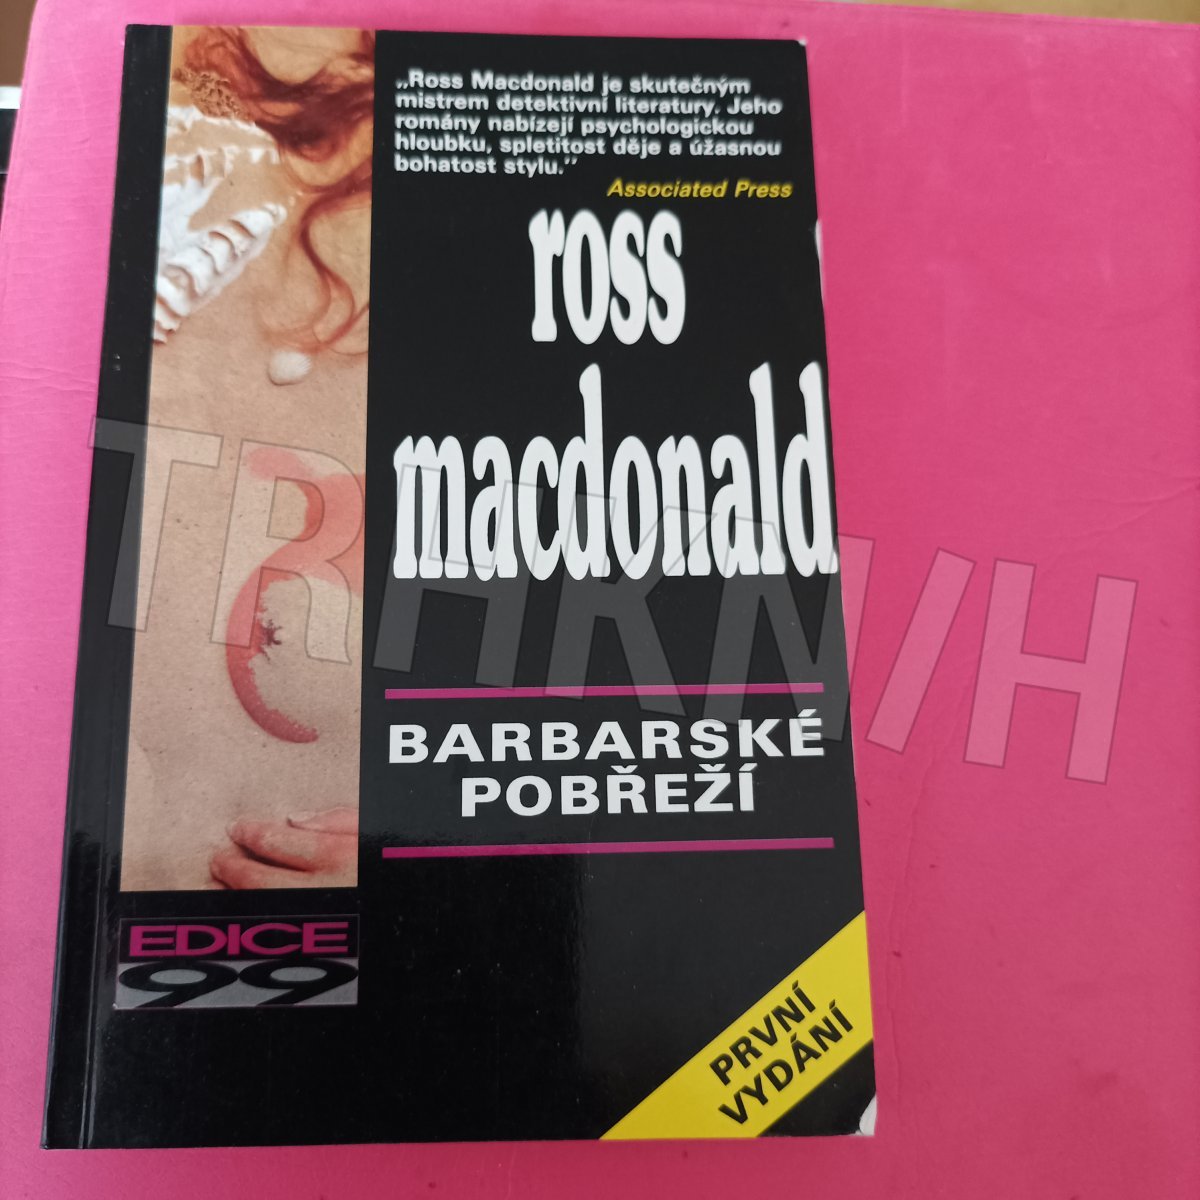 „Ross Macdonald je skutečným
mistrem detektivní literatury. Jeho
romány nabízejí psychologickou
hloubku, spletitost děje a úžasnou
bohatost stylu.”
Associated Press
ross
macdonald
BARBARSKÉ
POBŘEŽÍ
EDICE
99
PRVNÍ
VYDÁNÍ
TRHKNIH